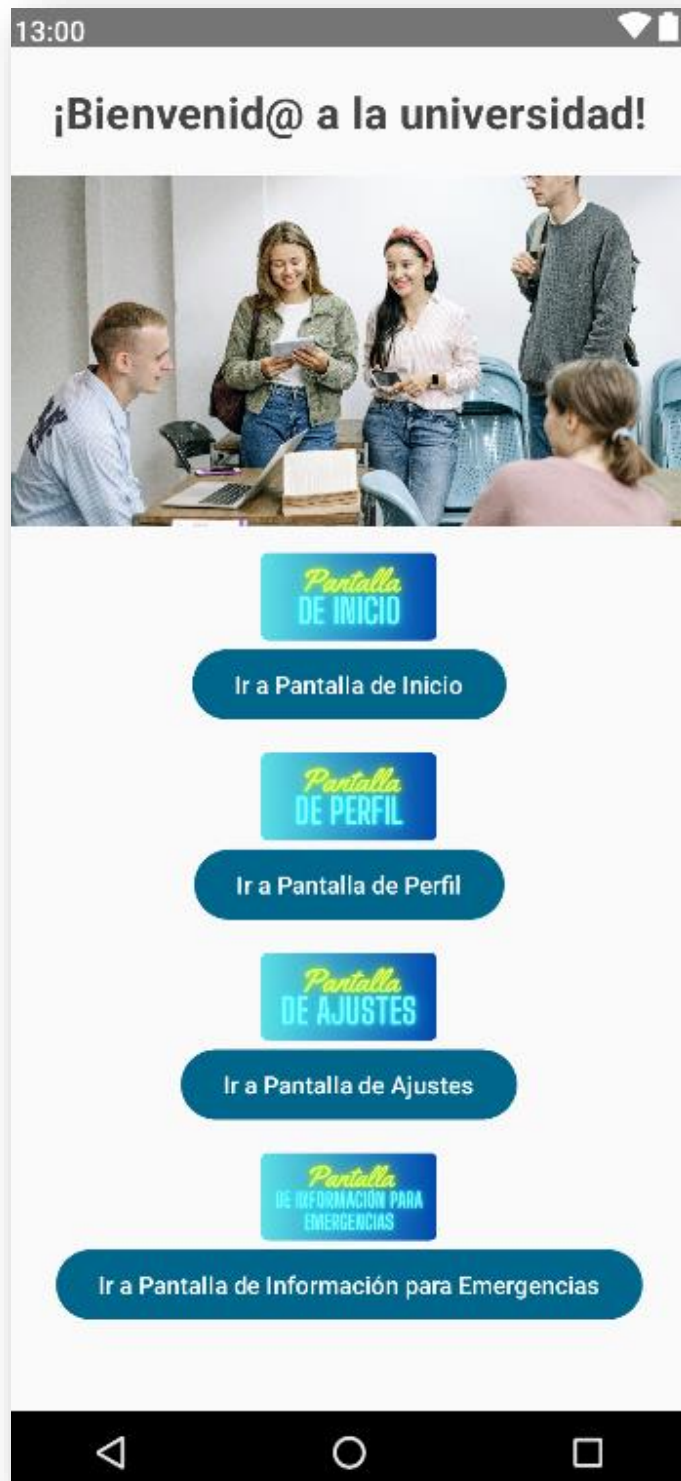 13:00
¡Bienvenid@ a la universidad!
Pantalla
DE INICIO
Ir a Pantalla de Inicio
Pantalla
DE PERFIL
Ir a Pantalla de Perfil
Pantalla
DE AJUSTES
Ir a Pantalla de Ajustes
Pantalla
DE INFORMACIÓN PARA
EMERGENCIAS
Ir a Pantalla de Información para Emergencias